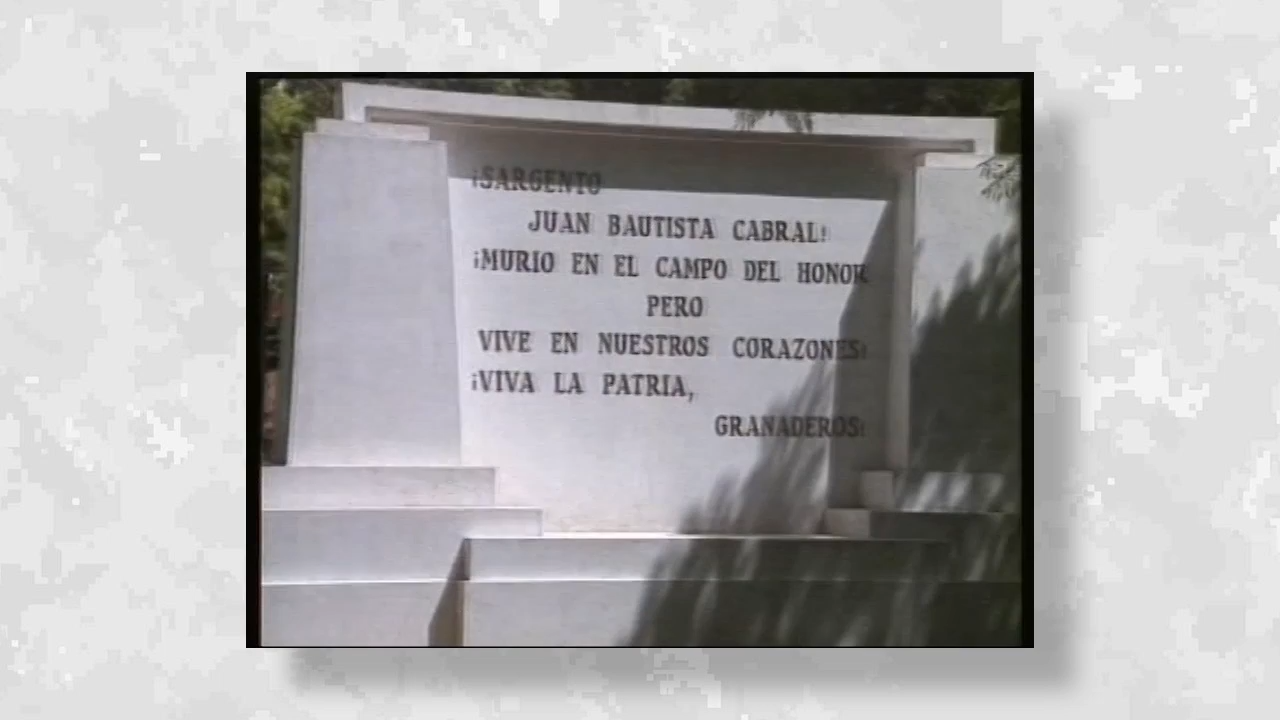 ¡SARGENTO
JUAN BAUTISTA CABRAL!
¡MURIO EN EL CAMPO DEL HONOR
PERO
VIVE EN NUESTROS CORAZONES!
¡VIVA LA PATRIA,
GRANADEROS!